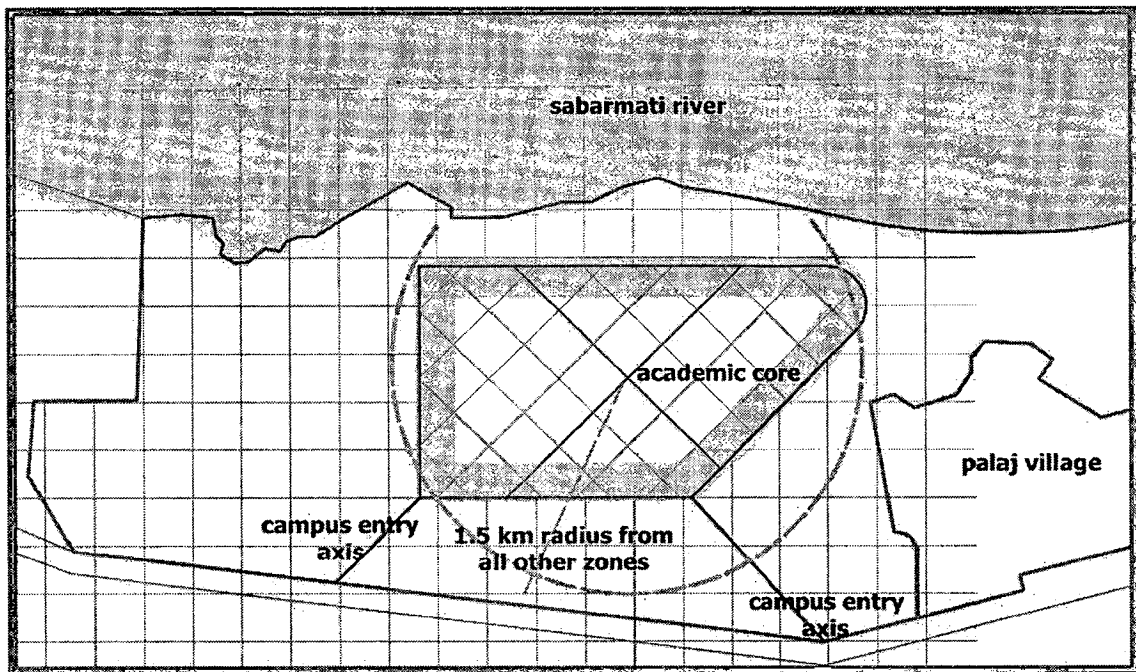 sabarmati river
academic core
palaj village
campus entry
axis
1.5 km radius from
all other zones
campus entry
axis